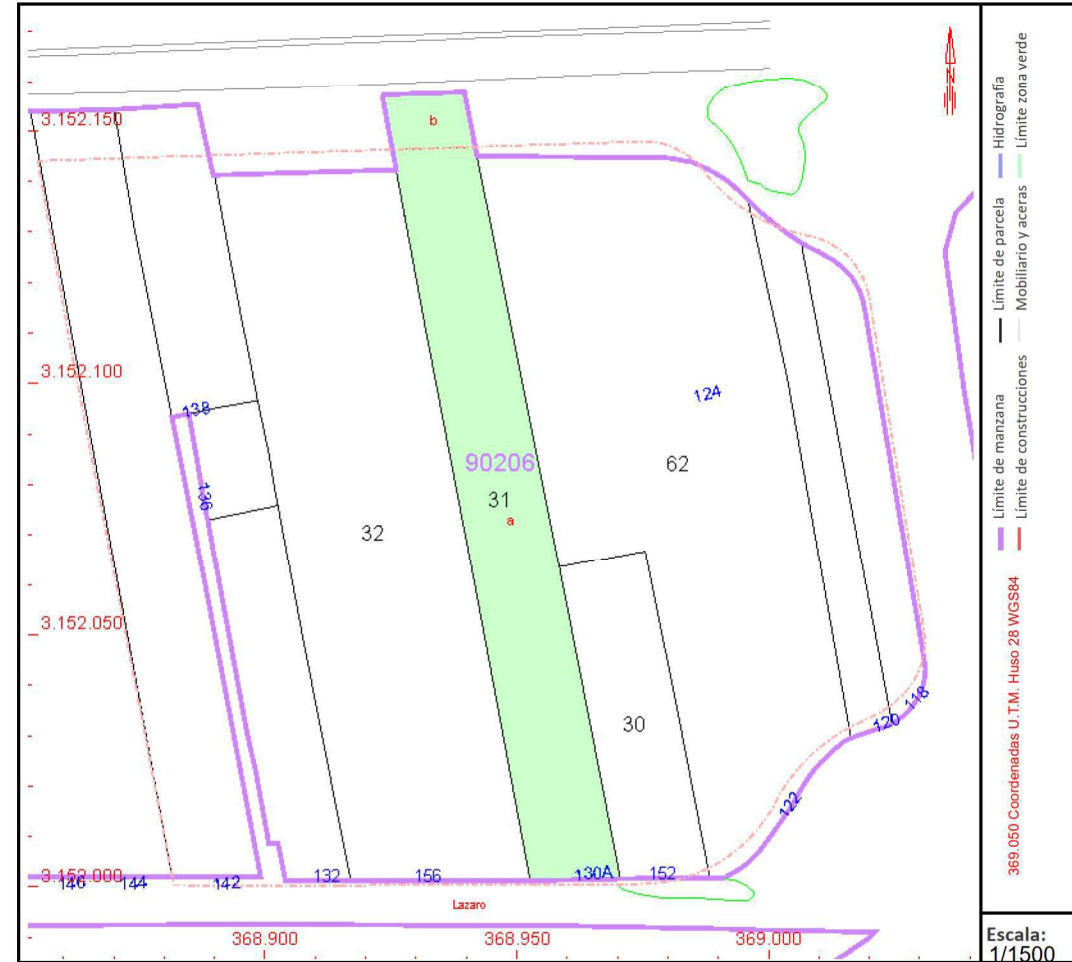 3.152.150
b
N
3.152.100
138
124
90206
136
62
31
a
32
3.152.050
30
118
120
122
3.152.000
146
144
142
132
156
130A
152
Lazaro
368.900
368.950
369.000
369.050 Coordenadas U.T.M. Huso 28 WGS84
Límite de manzana
Límite de parcela
Hidrografía
Límite de construcciones
Mobiliario y aceras
Límite zona verde
Escala:
1/1500